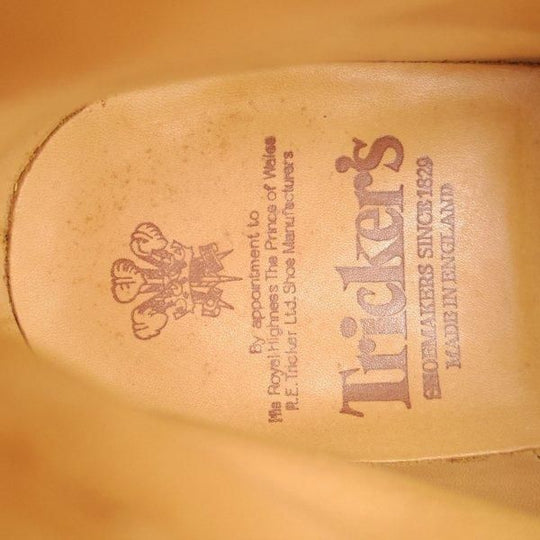 By appointment to
His Royal Highness The Prince of Wales
R.E. Tricker Ltd. Shoe Manufacturers
Tricker's
SHOEMAKERS SINCE 1829
MADE IN ENGLAND